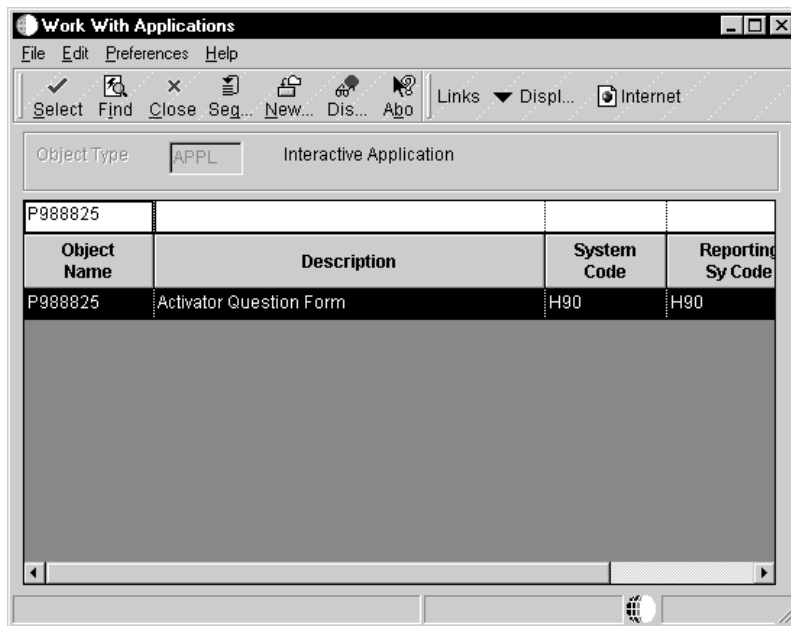 Work With Applications
File Edit Preferences Help
Select Find Close Seq... New... Dis... Abo Links Displ... Internet
Object Type APPL Interactive Application
P988825
Object Name Description System Code Reporting Sy Code
P988825 Activator Question Form H90 H90